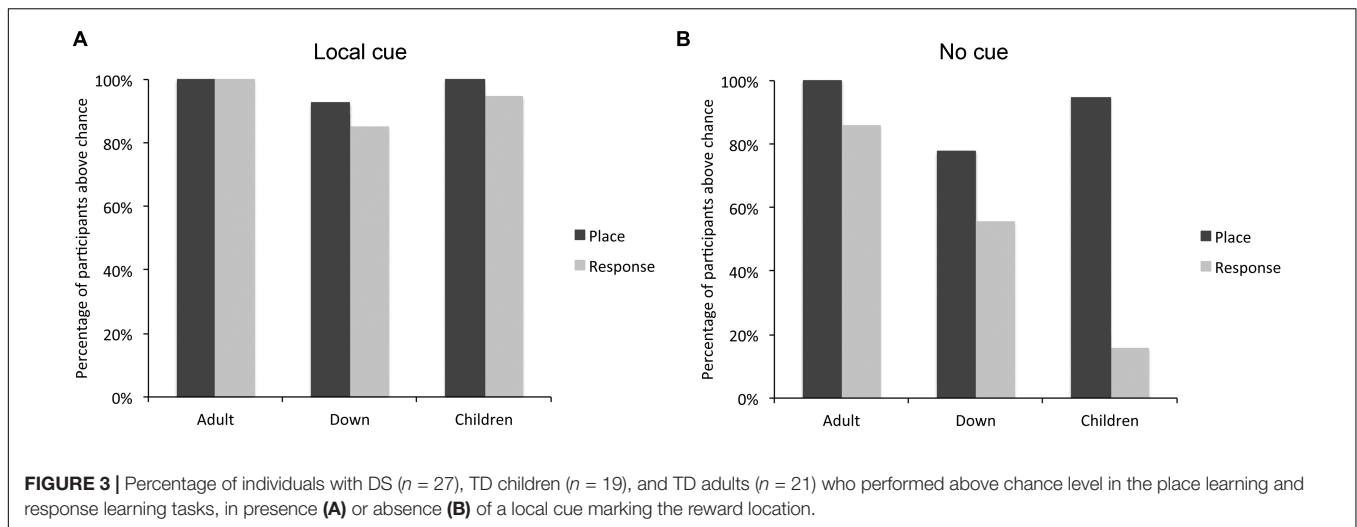 A
Local cue
Percentage of participants above chance
100%
80%
60%
40%
20%
0%
Adult
Down
Children
Place
Response
B
No cue
Percentage of participants above chance
100%
80%
60%
40%
20%
0%
Adult
Down
Children
Place
Response
FIGURE 3 | Percentage of individuals with DS (n = 27), TD children (n = 19), and TD adults (n = 21) who performed above chance level in the place learning and
response learning tasks, in presence (A) or absence (B) of a local cue marking the reward location.